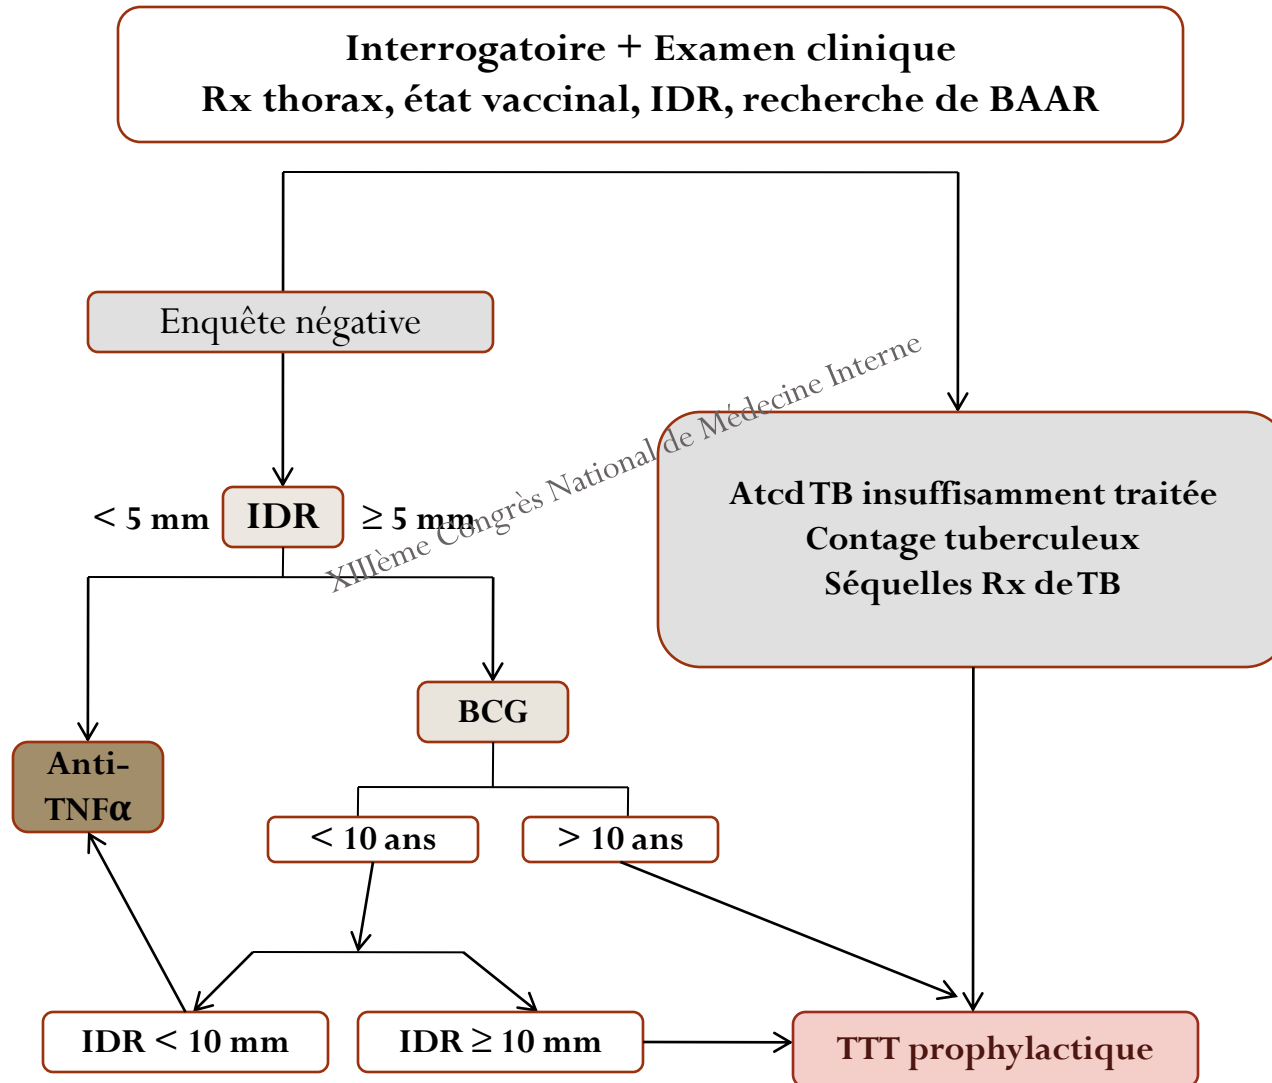 Interrogatoire + Examen clinique
Rx thorax, état vaccinal, IDR, recherche de BAAR
Enquête négative
XIIIème Congrès National de Médecine Interne
Atcd TB insuffisamment traitée
Contage tuberculeux
Séquelles Rx de TB
< 5 mm IDR ≥ 5 mm
BCG
Anti-
TNFα
< 10 ans > 10 ans
IDR < 10 mm IDR ≥ 10 mm TTT prophylactique